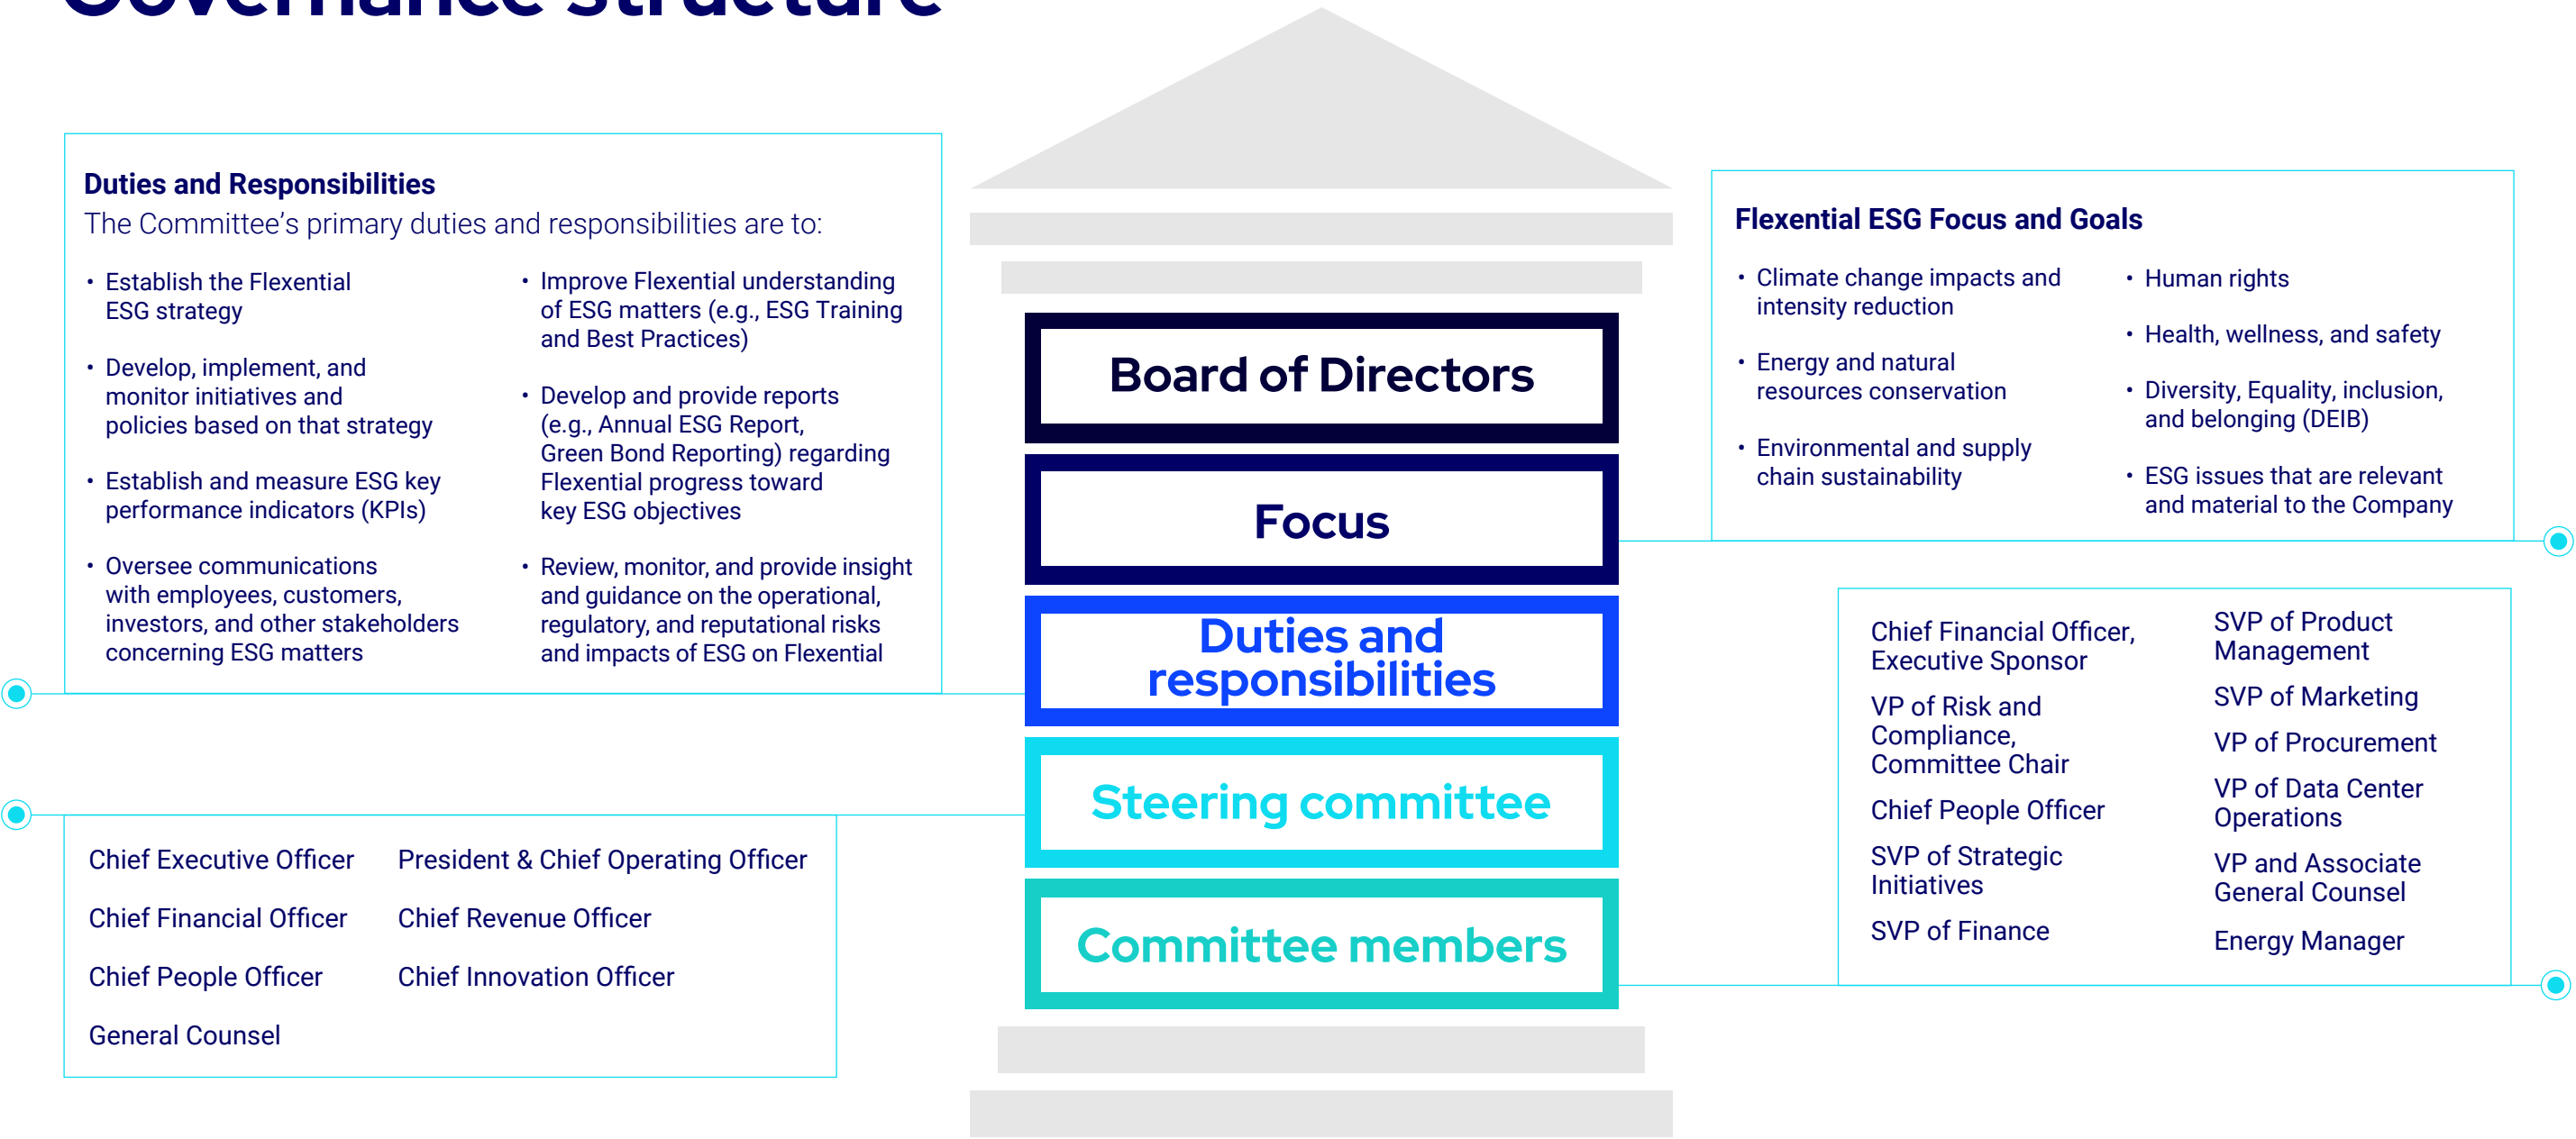 Governance structure
Duties and Responsibilities
The Committee’s primary duties and responsibilities are to:
• Establish the Flexential
ESG strategy
• Develop, implement, and
monitor initiatives and
policies based on that strategy
• Establish and measure ESG key
performance indicators (KPIs)
• Oversee communications
with employees, customers,
investors, and other stakeholders
concerning ESG matters
• Improve Flexential understanding
of ESG matters (e.g., ESG Training
and Best Practices)
• Develop and provide reports
(e.g., Annual ESG Report,
Green Bond Reporting) regarding
Flexential progress toward
key ESG objectives
• Review, monitor, and provide insight
and guidance on the operational,
regulatory, and reputational risks
and impacts of ESG on Flexential
Board of Directors
Focus
Duties and
responsibilities
Steering committee
Committee members
Flexential ESG Focus and Goals
• Climate change impacts and
intensity reduction
• Energy and natural
resources conservation
• Environmental and supply
chain sustainability
• Human rights
• Health, wellness, and safety
• Diversity, Equality, inclusion,
and belonging (DEIB)
• ESG issues that are relevant
and material to the Company
Chief Executive Officer
Chief Financial Officer
Chief People Officer
General Counsel
President & Chief Operating Officer
Chief Revenue Officer
Chief Innovation Officer
Chief Financial Officer,
Executive Sponsor
VP of Risk and
Compliance,
Committee Chair
Chief People Officer
SVP of Strategic
Initiatives
SVP of Finance
SVP of Product
Management
SVP of Marketing
VP of Procurement
VP of Data Center
Operations
VP and Associate
General Counsel
Energy Manager